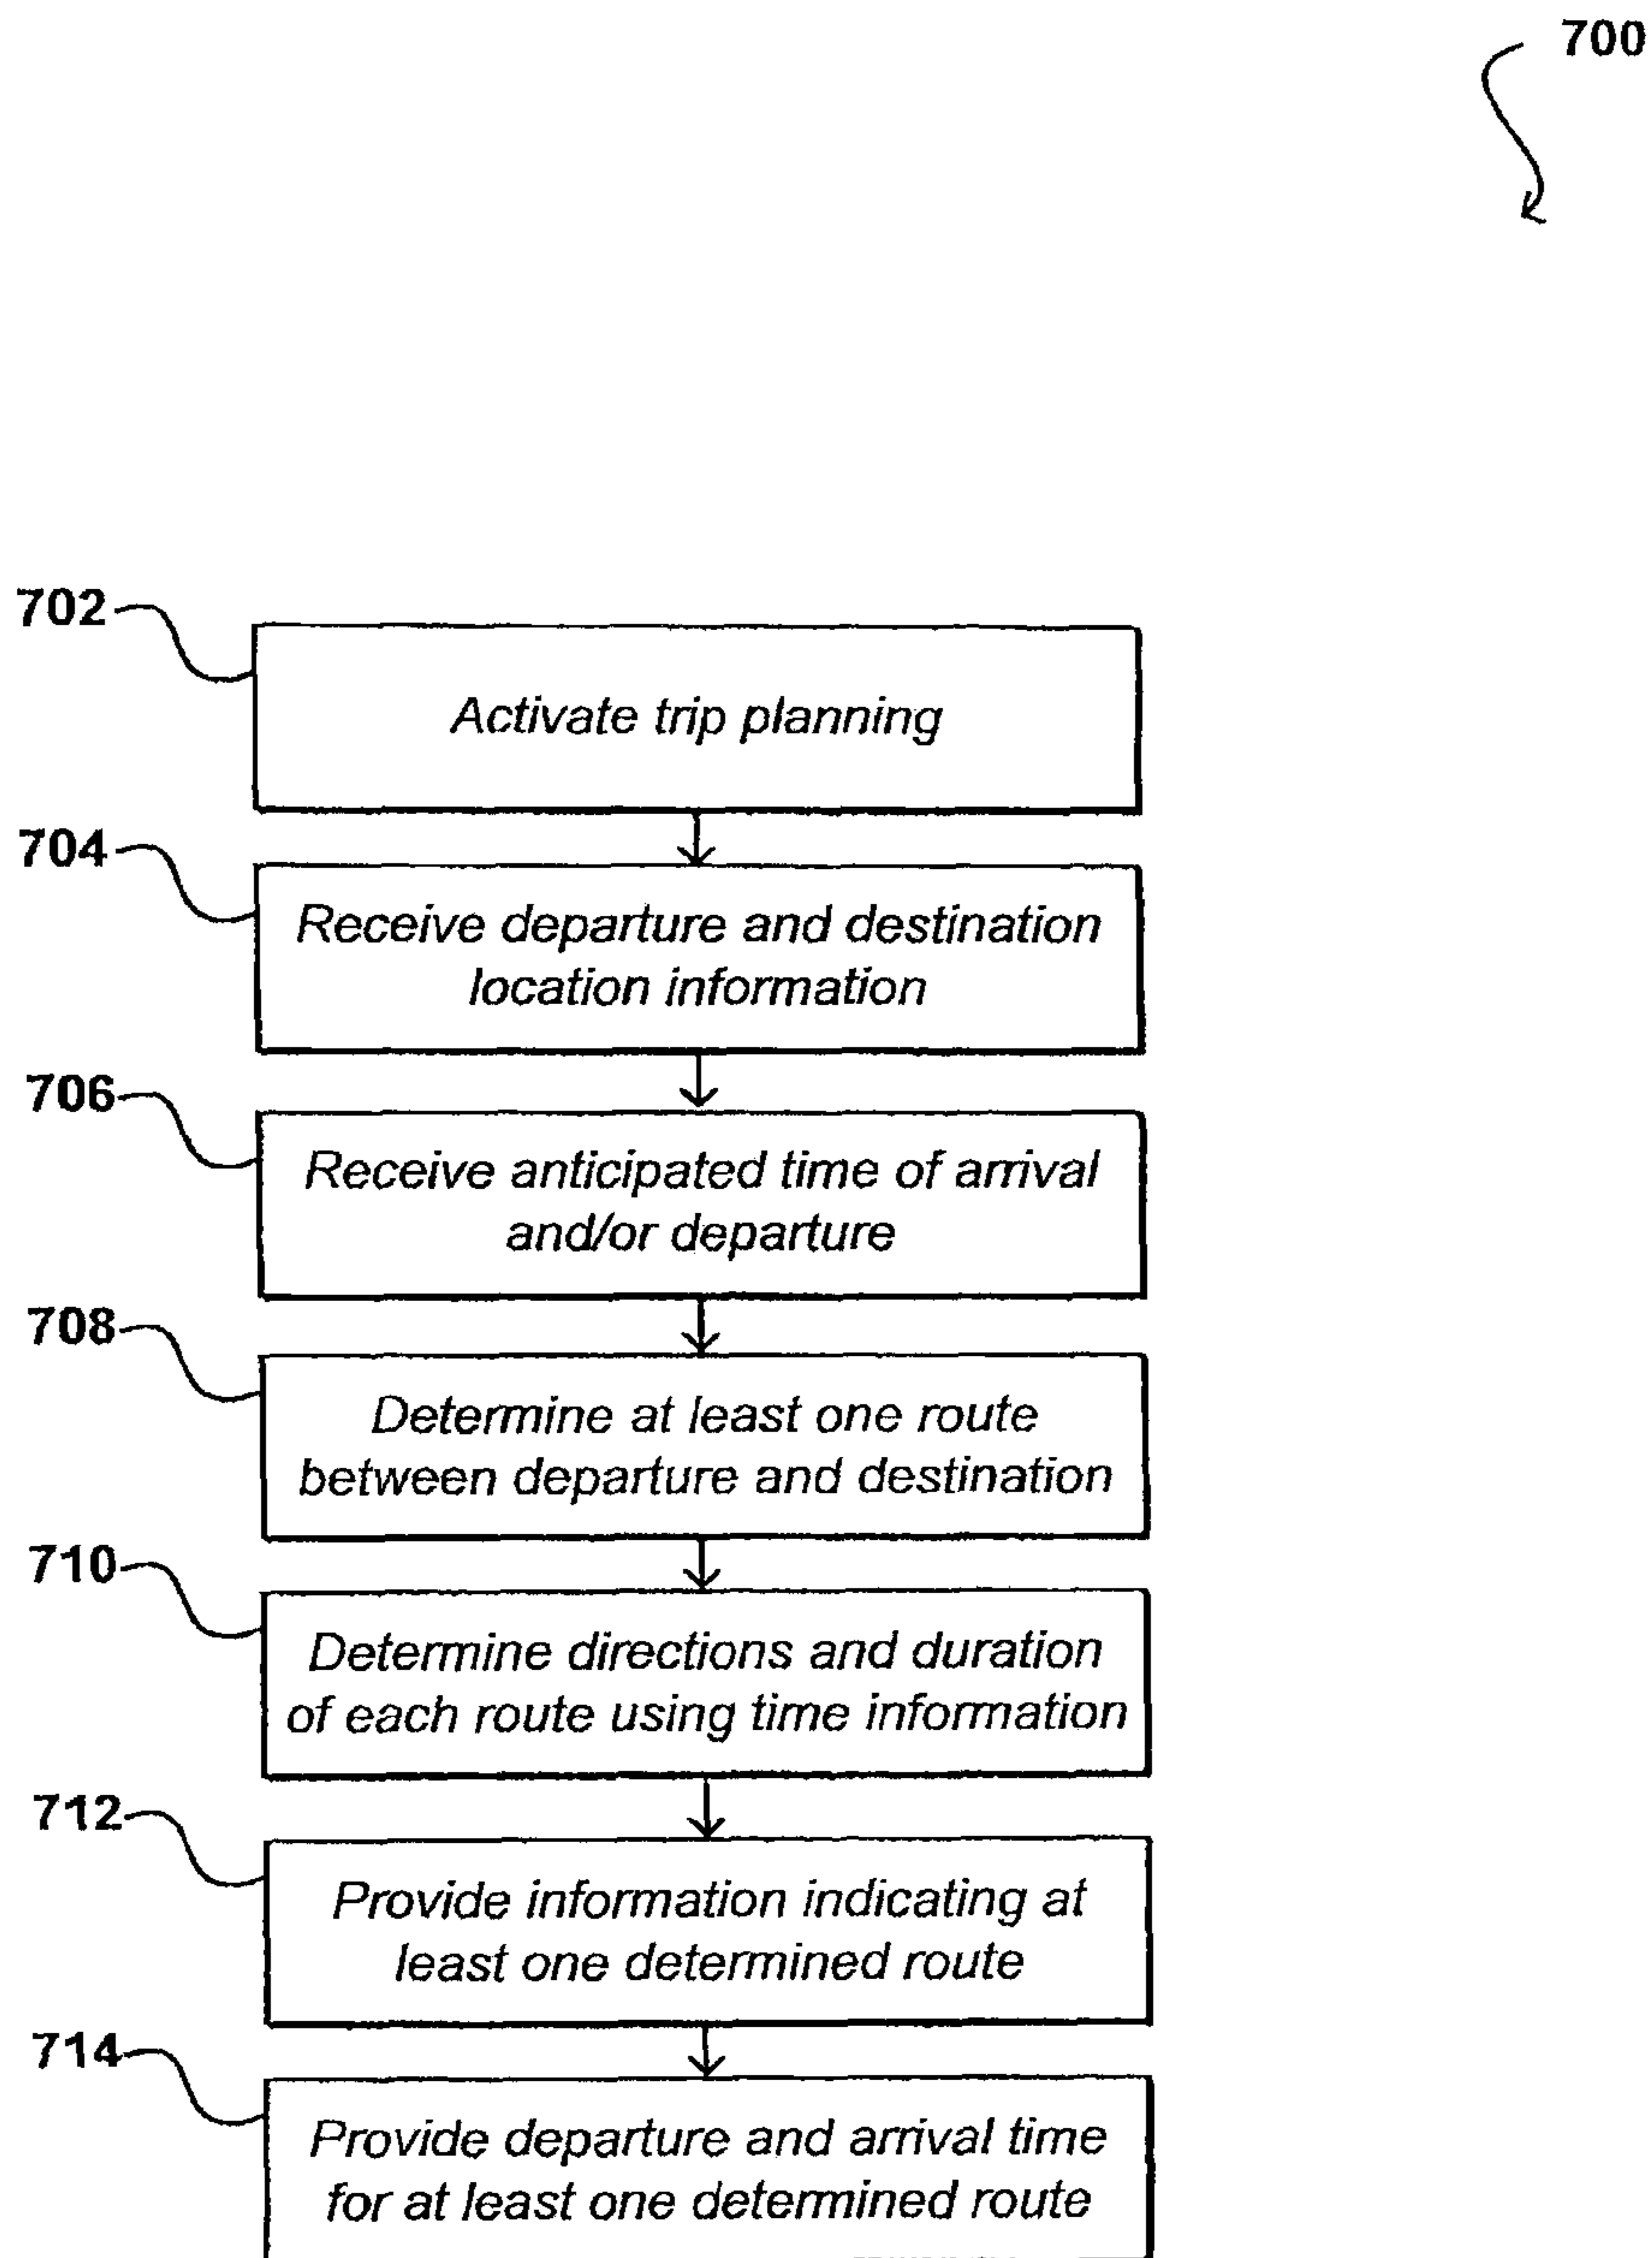 700
702
Activate trip planning
704
Receive departure and destination
location information
706
Receive anticipated time of arrival
and/or departure
708
Determine at least one route
between departure and destination
710
Determine directions and duration
of each route using time information
712
Provide information indicating at
least one determined route
714
Provide departure and arrival time
for at least one determined route